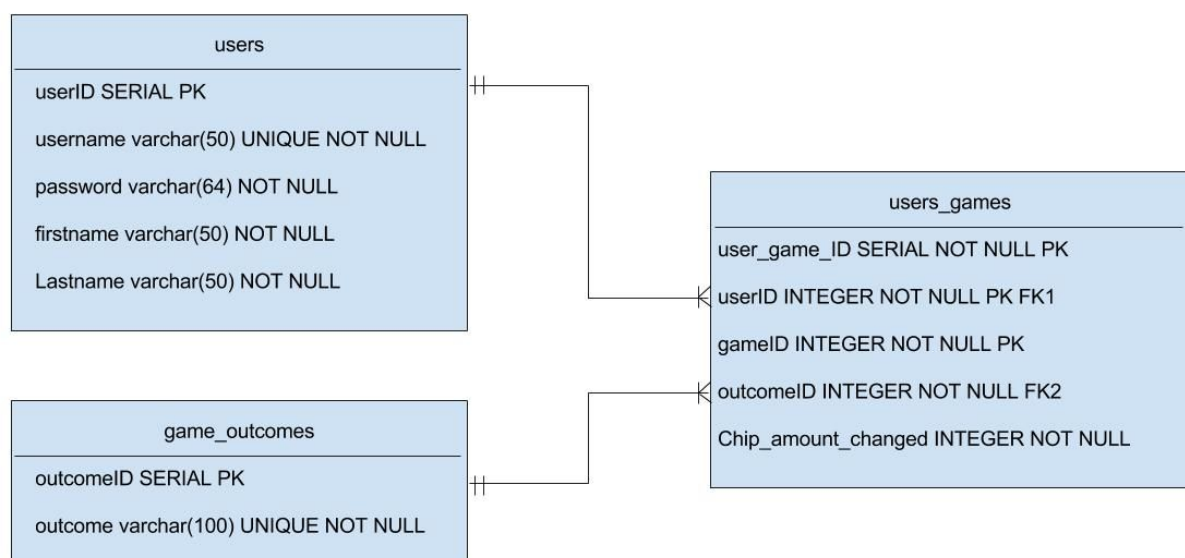 users
userID SERIAL PK
username varchar(50) UNIQUE NOT NULL
password varchar(64) NOT NULL
firstname varchar(50) NOT NULL
Lastname varchar(50) NOT NULL
users_games
user_game_ID SERIAL NOT NULL PK
userID INTEGER NOT NULL PK FK1
gameID INTEGER NOT NULL PK
outcomeID INTEGER NOT NULL FK2
Chip_amount_changed INTEGER NOT NULL
game_outcomes
outcomeID SERIAL PK
outcome varchar(100) UNIQUE NOT NULL